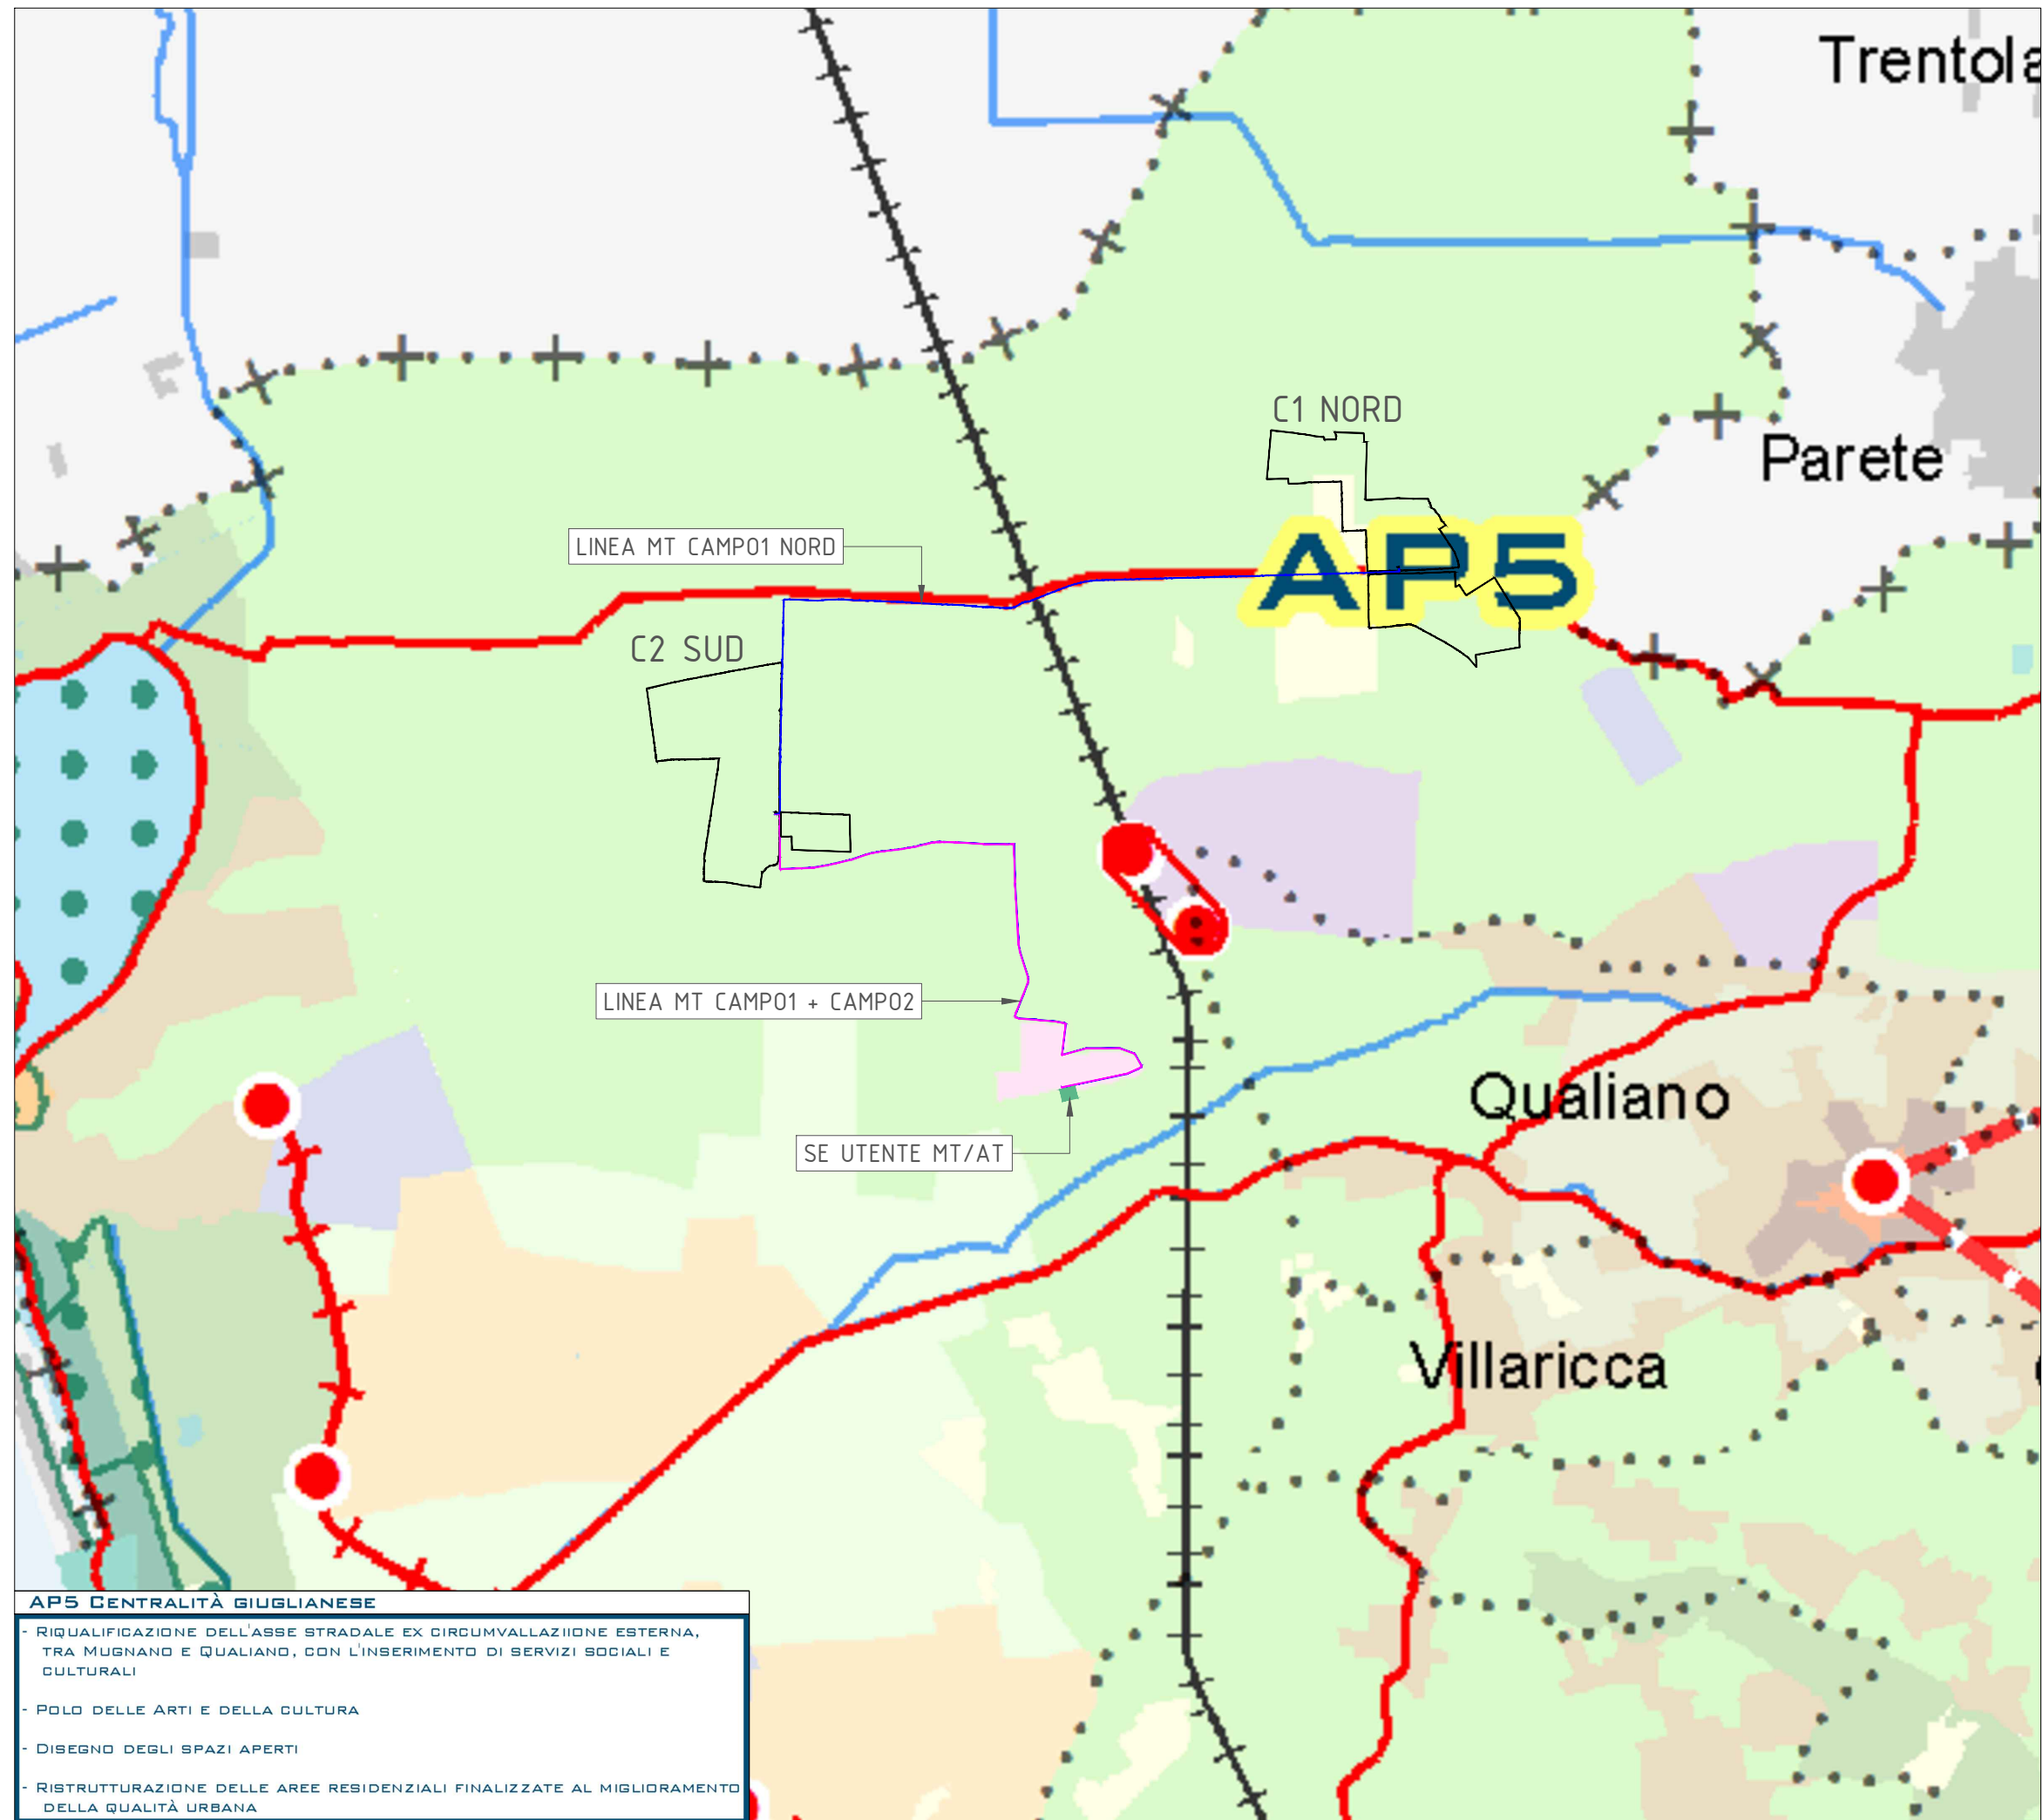 Trentola
C1 NORD
Parete
LINEA MT CAMPO1 NORD
AP5
C2 SUD
LINEA MT CAMPO1 + CAMPO2
Qualiano
SE UTENTE MT/AT
Villaricca
AP5 Centralità giuglianese
- Riqualificazione dell'asse stradale ex circumvallaziione esterna,
tra Mugnano e Qualiano, con l'inserimento di servizi sociali e
culturali
- Polo delle Arti e della cultura
- Disegno degli spazi aperti
- Ristrutturazione delle aree residenziali finalizzate al miglioramento
della qualità urbana